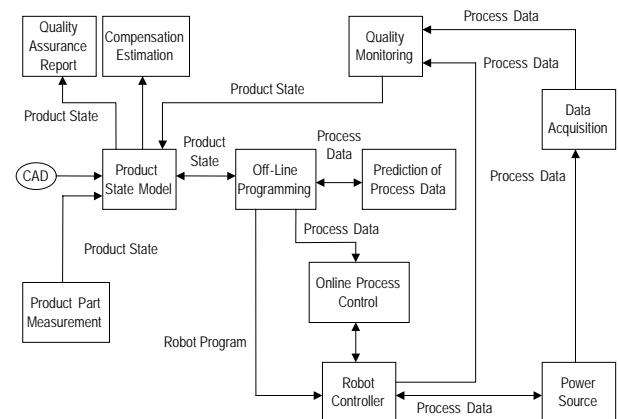 Quality
Assurance
Report
Compensation
Estimation
Quality
Monitoring
Process Data
Process Data
Data
Acquisition
Product State
Product State
Process
Data
Process Data
CAD
Product
State Model
Product
State
Off-Line
Programming
Prediction of
Process Data
Product State
Process Data
Online Process
Control
Product Part
Measurement
Robot Program
Robot
Controller
Process Data
Power
Source